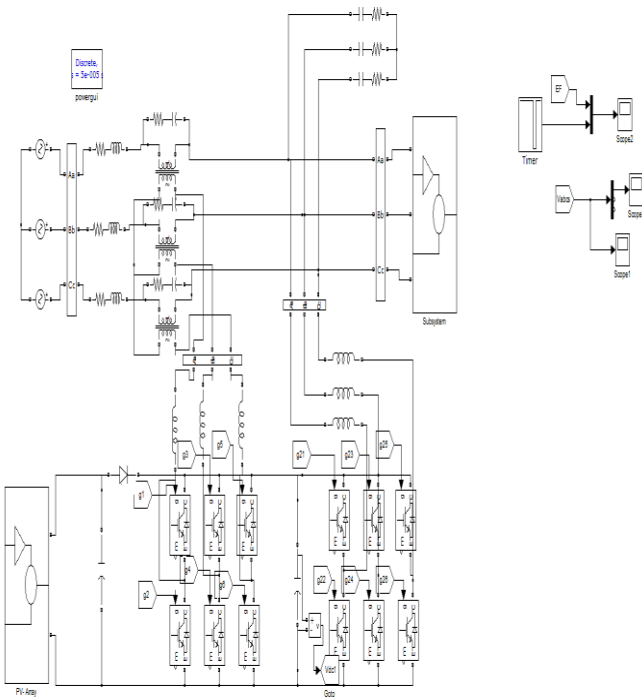 Discrete,
s = 5e-005 s
powergui
EF
Timer
Scope2
Vabcs
Scope
Scope1
Aa
Bb
Cc
Aa
Bb
Cc
Subsystem
g3
g5
g1
g4
g6
g2
g21
g23
g25
g22
g24
g26
E
E
E
E
E
E
E
E
E
E
E
E
+
-
v
Vdc1
Goto
PV-Array